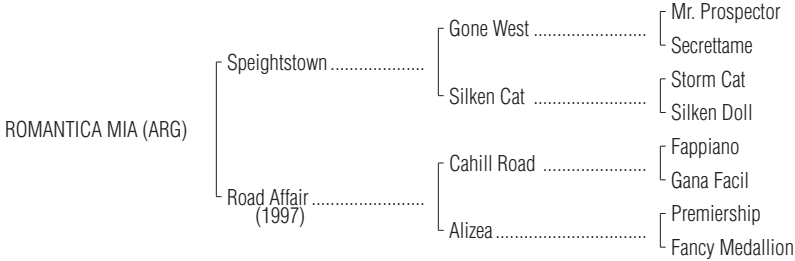 Mr. Prospector
Gone West ........................
Secrettame
Speightstown ....................
Storm Cat
Silken Cat ........................
Silken Doll
ROMANTICA MIA (ARG)
Fappiano
Cahill Road ......................
Gana Facil
Road Affair ........................
(1997)
Premiership
Alizea ................................
Fancy Medallion